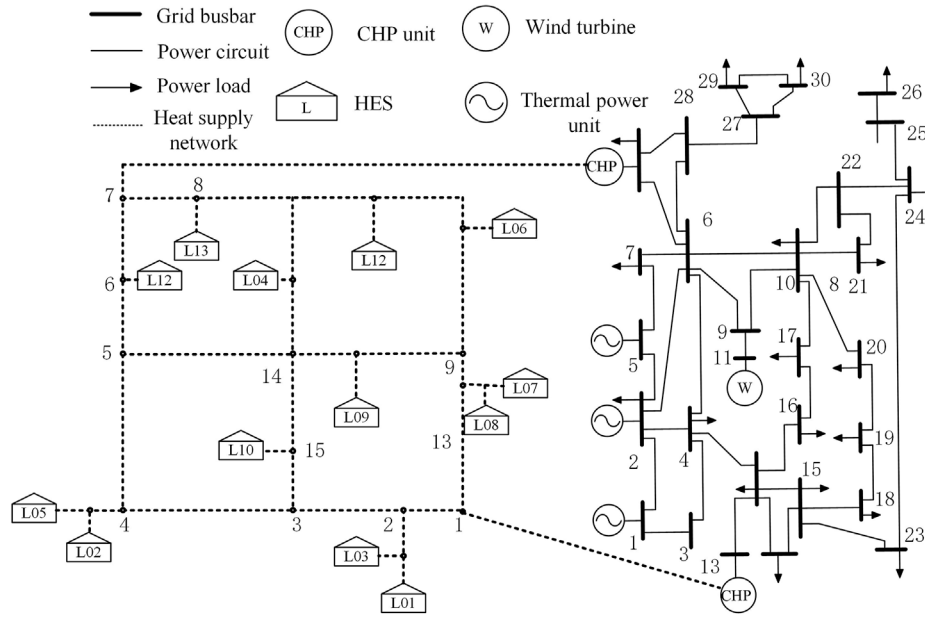 Grid busbar
Power circuit
Power load
Heat supply
network
CHP
CHP unit
L
HES
W
Wind turbine
Thermal power
unit
29
30
28
27
26
25
22
24
CHP
7
8
L13
L12
L06
6
L12
L04
5
14
9
L09
L07
L08
13
L10
15
L05
4
L02
3
2
1
L03
L01
6
7
10
8
21
9
11
W
17
20
5
16
19
2
4
15
18
1
3
13
23
CHP